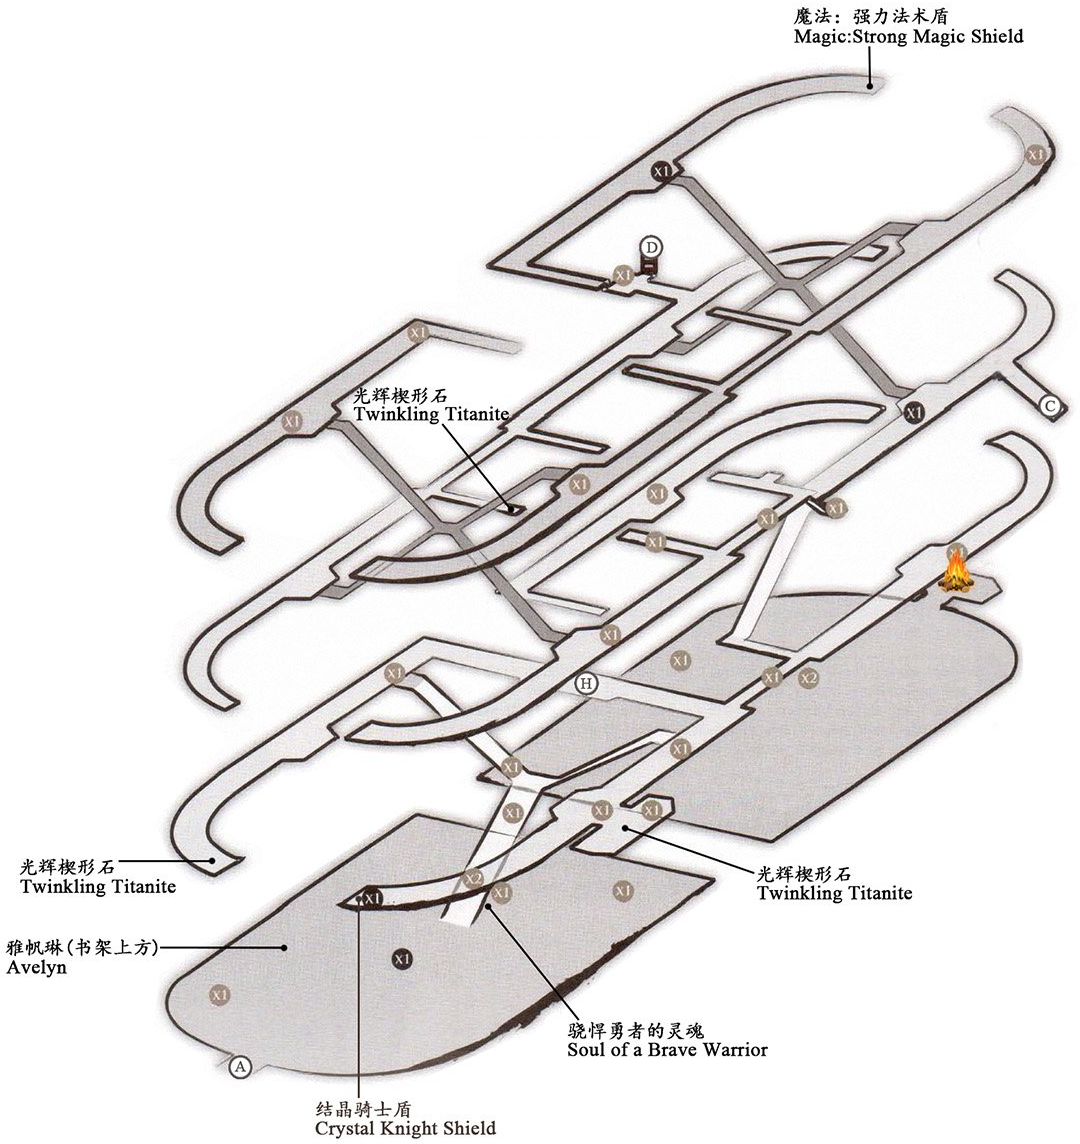 魔法：强力法术盾
Magic:Strong Magic Shield
X1
X1
D
X1
X1
光辉楔形石
Twinkling Titanite
X1
C
X1
X1
X1
X1
X1
X1
X1
X1
X1
X1
H
X1
X1
X2
X1
X1
X1
X1
X1
光辉楔形石
Twinkling Titanite
光辉楔形石
Twinkling Titanite
X2
X1
X1
X1
雅帆琳(书架上方)
Avelyn
X1
X1
骁悍勇者的灵魂
Soul of a Brave Warrior
A
结晶骑士盾
Crystal Knight Shield